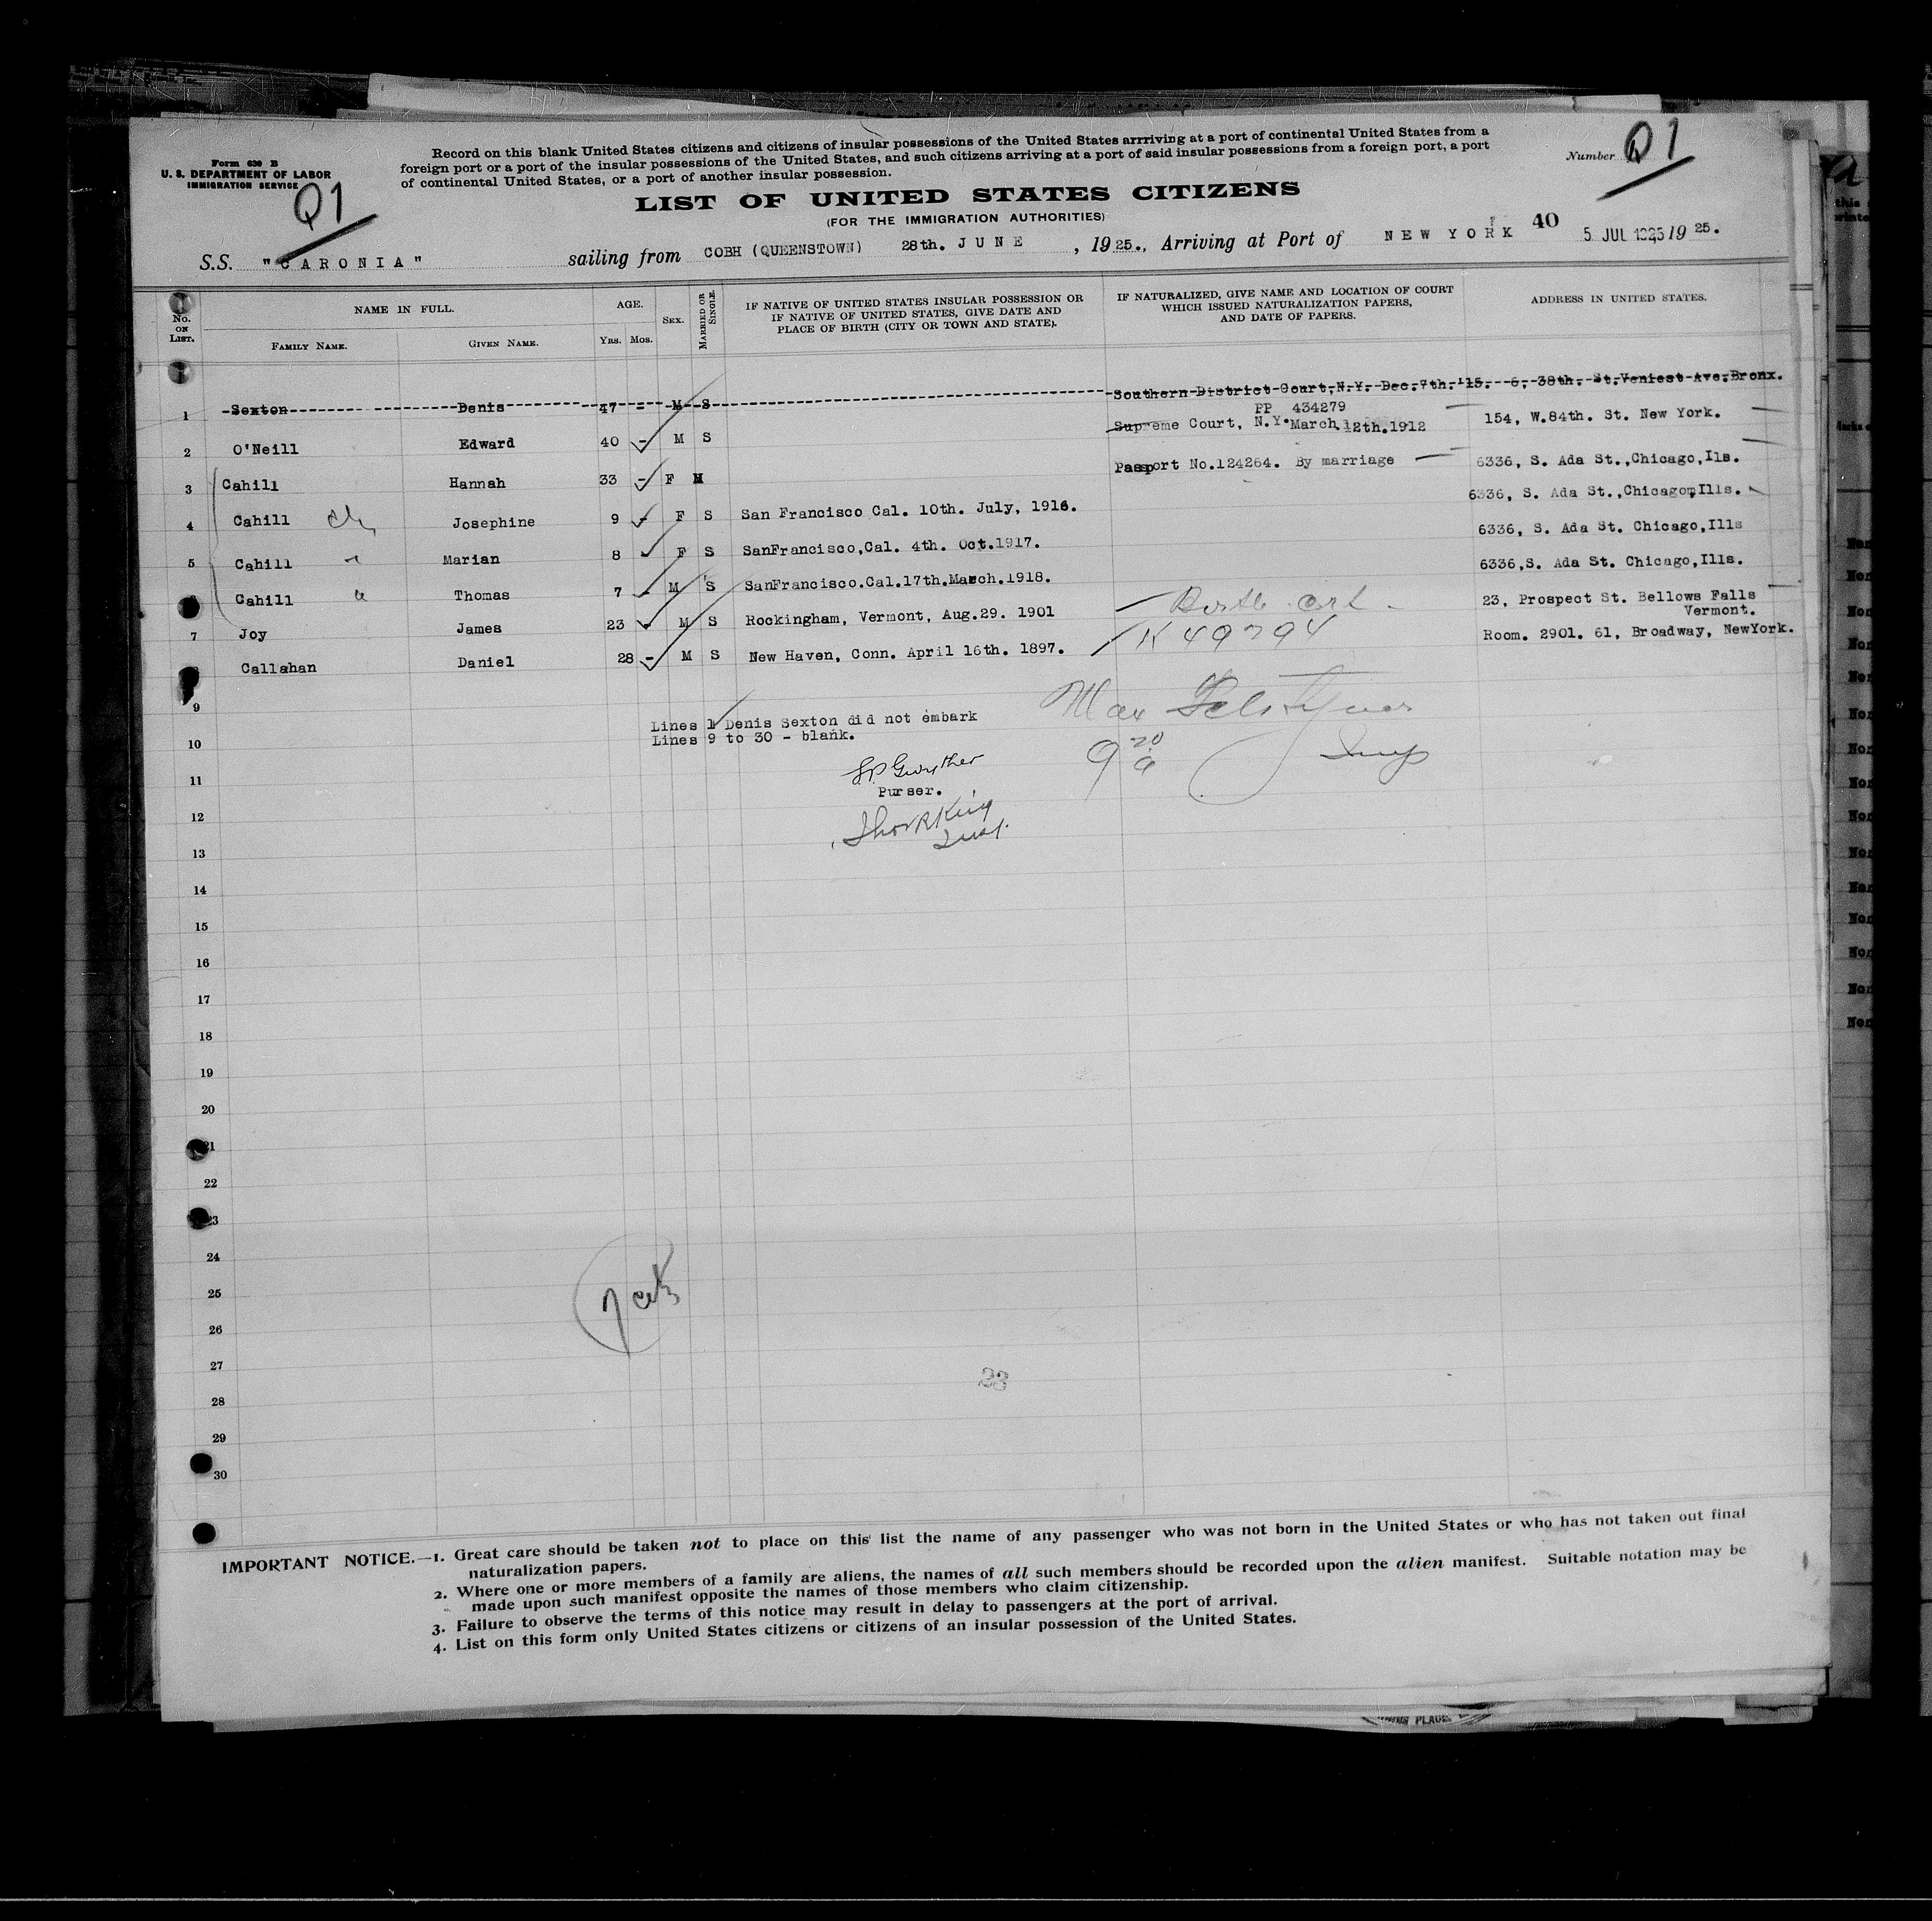 Form 630 B
U. S. DEPARTMENT OF LABOR
IMMIGRATION SERVICE
Q1
Record on this blank United States citizens and citizens of insular possessions of the United States arrriving at a port of continental United States from a
foreign port or a port of the insular possessions of the United States, and such citizens arriving at a port of said insular possessions from a foreign port, a port
of continental United States, or a port of another insular possession.
Number Q1
LIST OF UNITED STATES CITIZENS
(FOR THE IMMIGRATION AUTHORITIES)
S.S. "CARONIA" sailing from COBH (QUEENSTOWN) 28th. JUNE , 1925., Arriving at Port of NEW YORK 40 5 JUL 1925 1925.
No. ON LIST. NAME IN FULL. AGE. SEX. MARRIED OR SINGLE. IF NATIVE OF UNITED STATES INSULAR POSSESSION OR IF NATIVE OF UNITED STATES, GIVE DATE AND PLACE OF BIRTH (CITY OR TOWN AND STATE). IF NATURALIZED, GIVE NAME AND LOCATION OF COURT WHICH ISSUED NATURALIZATION PAPERS, AND DATE OF PAPERS. ADDRESS IN UNITED STATES.
FAMILY NAME. GIVEN NAME. YRS. MOS.
1 Sexton Denis 47 - M S Southern District Court, N.Y. Dec. 7th. '15. 6, 38th. St. Veniest Ave. Bronx.
PP 434279
2 O'Neill Edward 40 - M S Supreme Court, N.Y. March 12th. 1912 154, W.84th. St. New York.
3 Cahill Hannah 33 - F M Passport No.124264. By marriage 6336, S. Ada St.,Chicago,Ils.
4 Cahill Josephine 9 - F S San Francisco Cal. 10th. July, 1916. 6336, S. Ada St.,Chicago,Ills.
5 Cahill Marian 8 - F S SanFrancisco,Cal. 4th. Oct.1917. 6336, S. Ada St. Chicago,Ills
Cahill Thomas 7 - M S SanFrancisco.Cal.17th.March.1918. 6336,S. Ada St. Chicago,Ills.
7 Joy James 23 - M S Rockingham, Vermont, Aug.29. 1901 23, Prospect St. Bellows Falls
Vermont.
8 Callahan Daniel 28 - M S New Haven, Conn. April 16th. 1897. K 49794 Room. 2901. 61, Broadway, NewYork.
9
Lines 1 Denis Sexton did not embark
Lines 9 to 30 - blank.
10
11
Purser.
12
13
14
15
16
17
18
19
20
21
22
23
24
25
26
27
23
28
29
30
IMPORTANT NOTICE.—1. Great care should be taken not to place on this list the name of any passenger who was not born in the United States or who has not taken out final
naturalization papers.
2. Where one or more members of a family are aliens, the names of all such members should be recorded upon the alien manifest. Suitable notation may be
made upon such manifest opposite the names of those members who claim citizenship.
3. Failure to observe the terms of this notice may result in delay to passengers at the port of arrival.
4. List on this form only United States citizens or citizens of an insular possession of the United States.